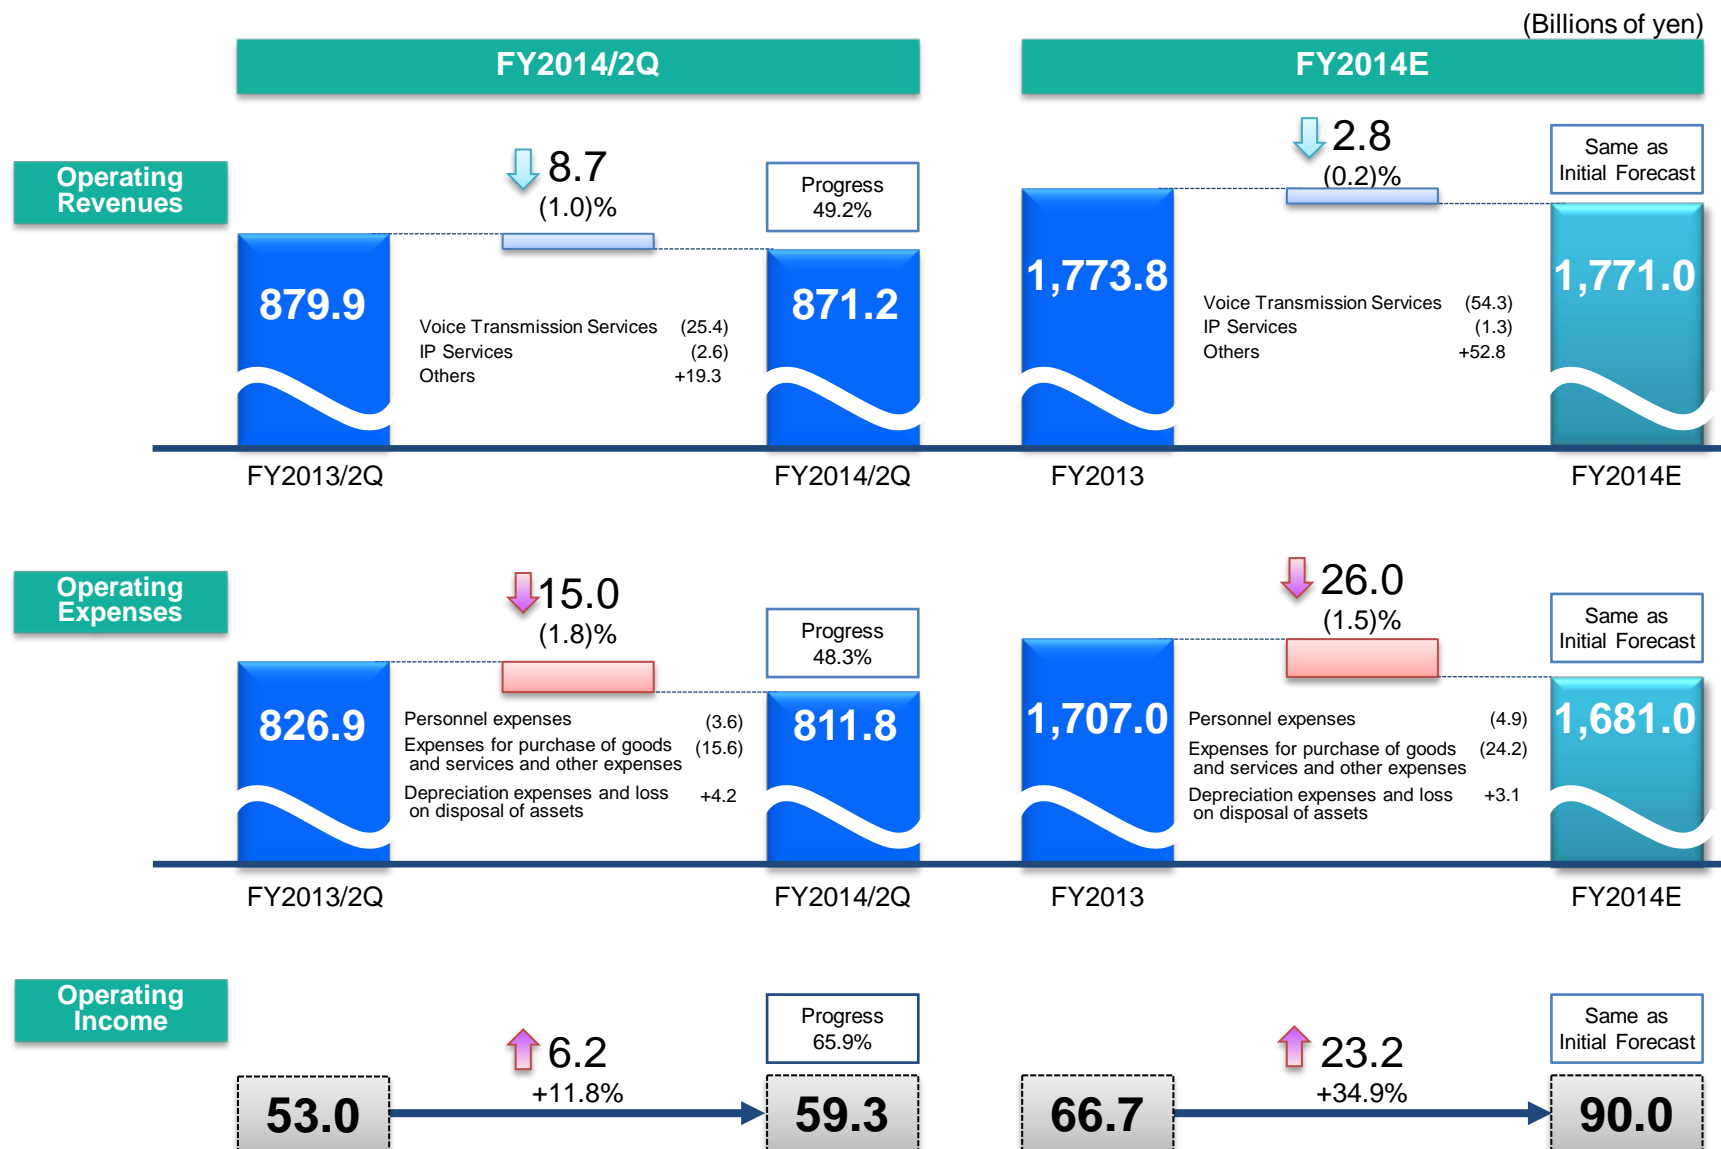 (Billions of yen)
FY2014/2Q
FY2014E
Operating
Revenues
8.7
(1.0)%
Progress
49.2%
2.8
(0.2)%
Same as
Initial Forecast
879.9
871.2
Voice Transmission Services (25.4)
IP Services (2.6)
Others +19.3
1,773.8
1,771.0
Voice Transmission Services (54.3)
IP Services (1.3)
Others +52.8
FY2013/2Q
FY2014/2Q
FY2013
FY2014E
Operating
Expenses
15.0
(1.8)%
Progress
48.3%
26.0
(1.5)%
Same as
Initial Forecast
826.9
811.8
Personnel expenses (3.6)
Expenses for purchase of goods (15.6)
and services and other expenses
Depreciation expenses and loss +4.2
on disposal of assets
1,707.0
1,681.0
Personnel expenses (4.9)
Expenses for purchase of goods (24.2)
and services and other expenses
Depreciation expenses and loss +3.1
on disposal of assets
FY2013/2Q
FY2014/2Q
FY2013
FY2014E
Operating
Income
6.2
+11.8%
Progress
65.9%
23.2
+34.9%
Same as
Initial Forecast
53.0
59.3
66.7
90.0